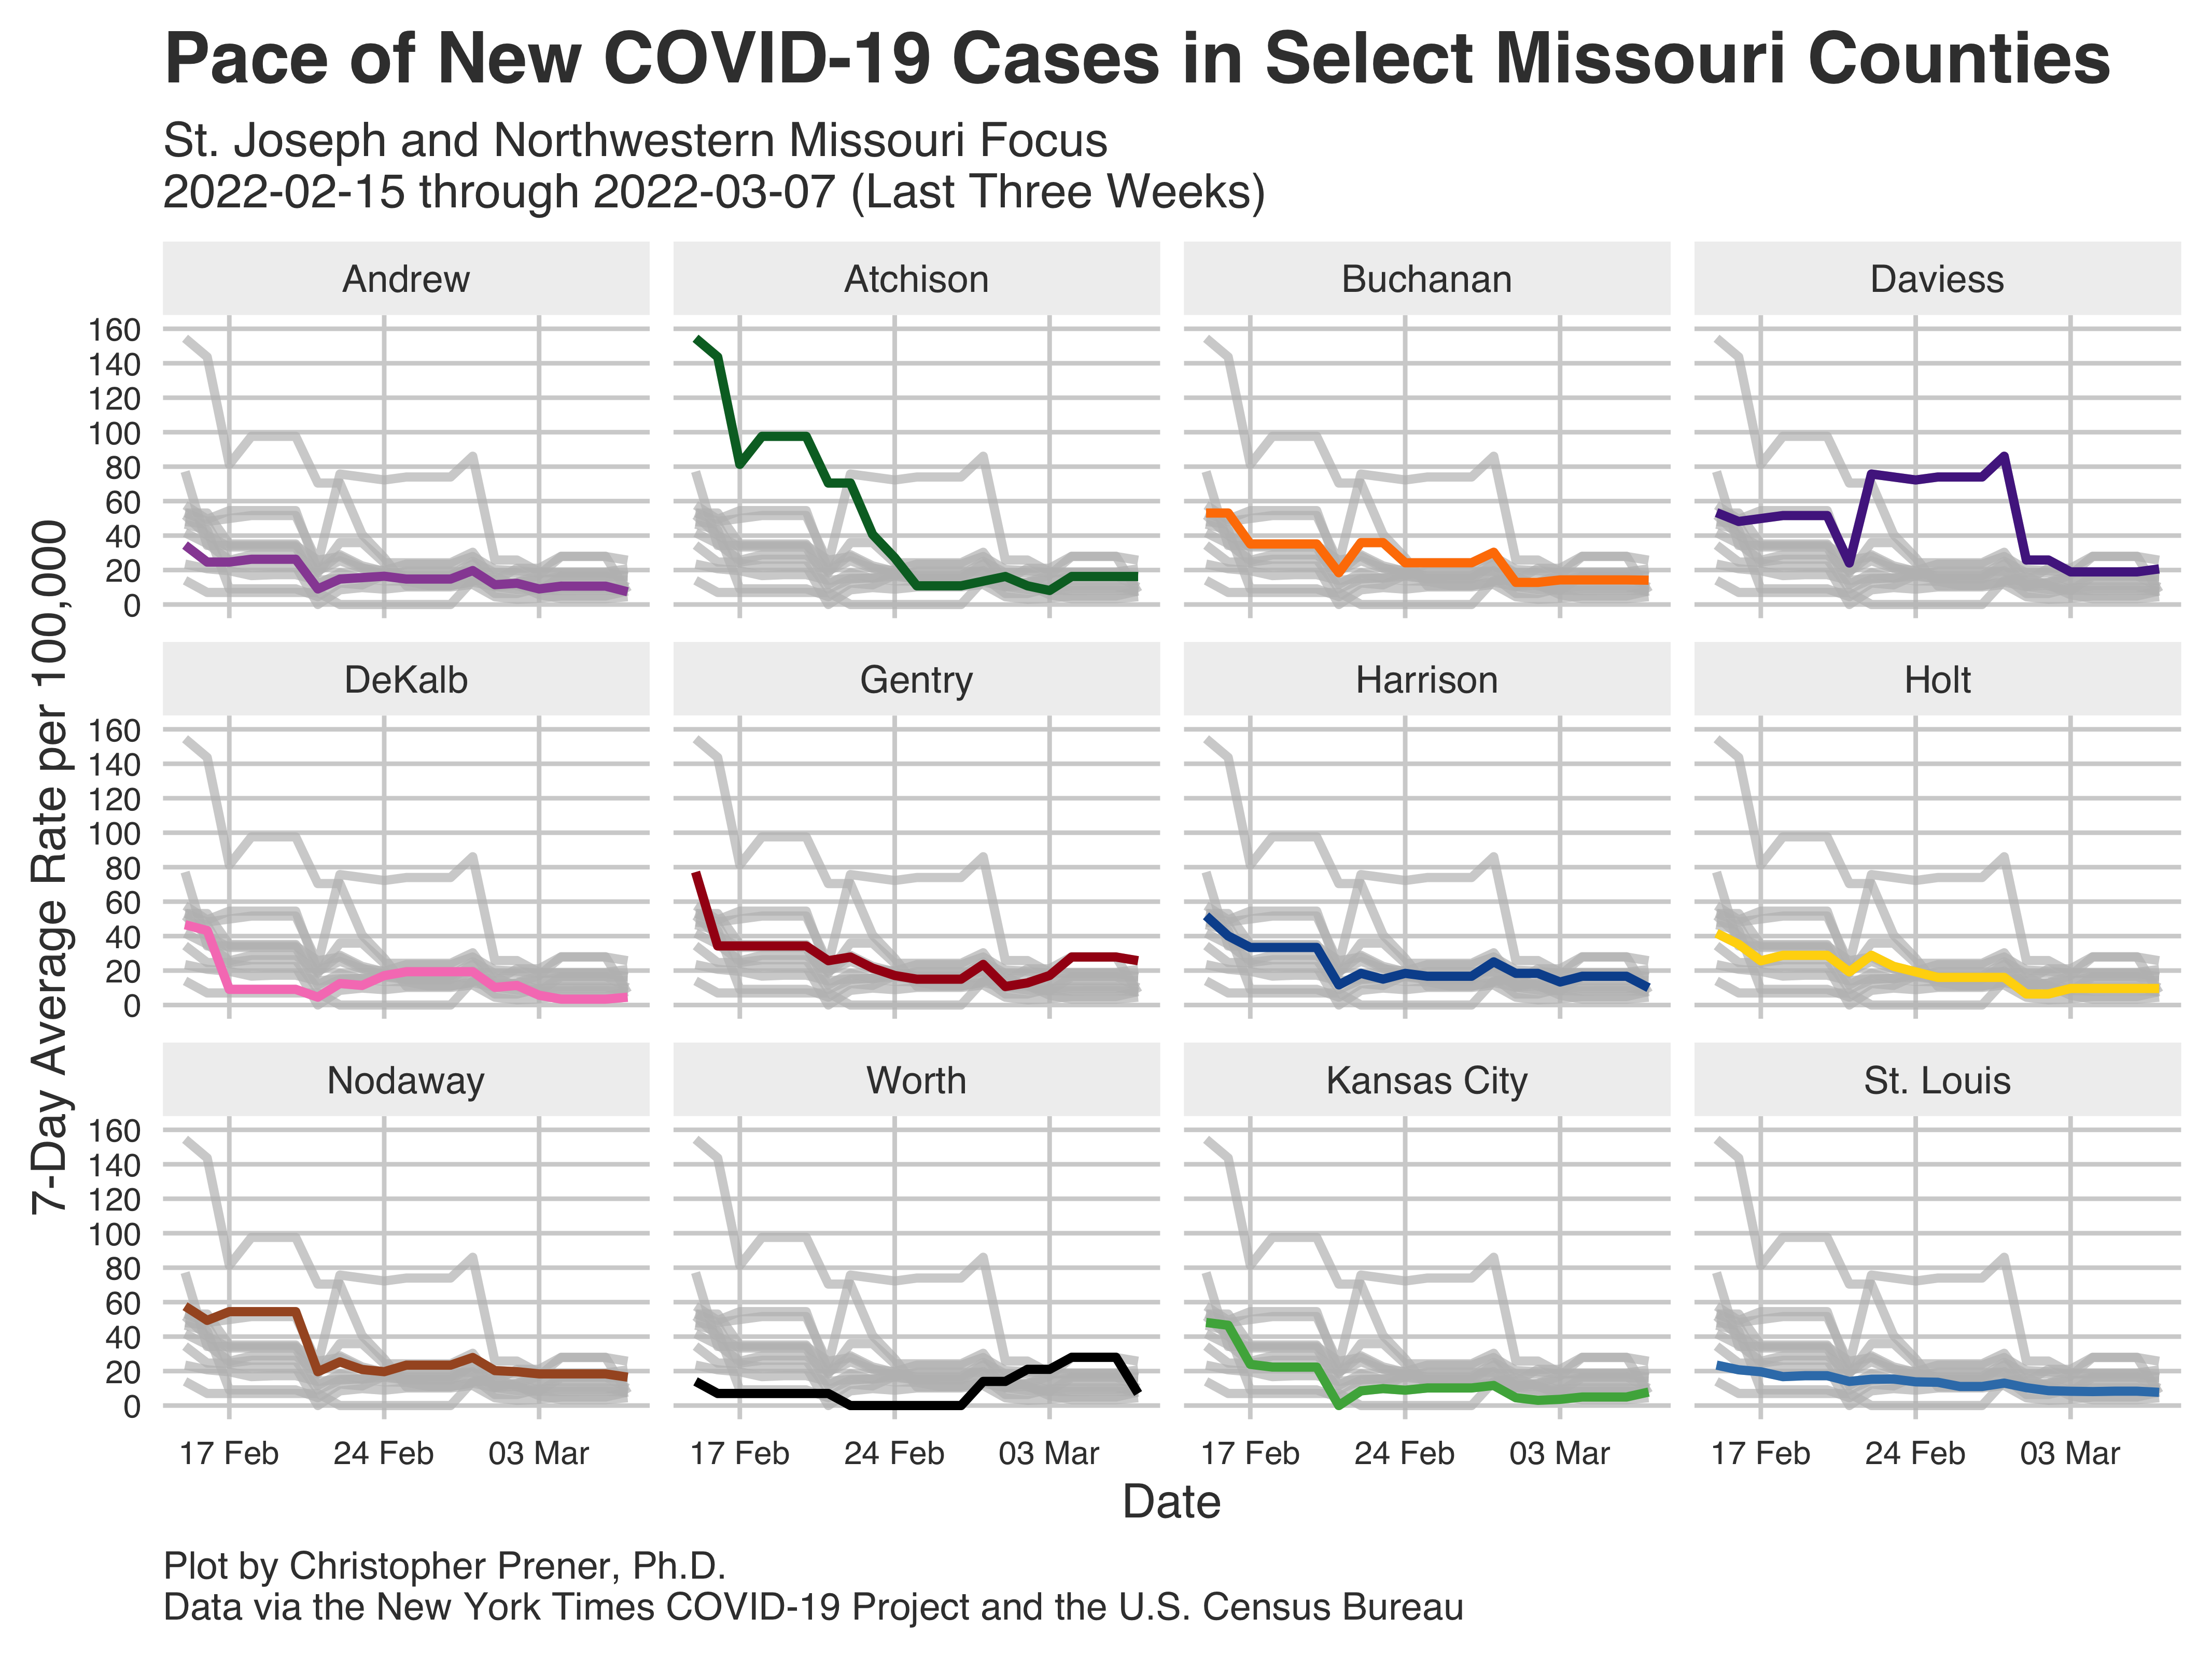 Pace of New COVID-19 Cases in Select Missouri Counties
St. Joseph and Northwestern Missouri Focus
2022-02-15 through 2022-03-07 (Last Three Weeks)
7-Day Average Rate per 100,000
Andrew
Atchison
Buchanan
Daviess
160
140
120
100
80
60
40
20
0
DeKalb
Gentry
Harrison
Holt
160
140
120
100
80
60
40
20
0
Nodaway
Worth
Kansas City
St. Louis
160
140
120
100
80
60
40
20
0
17 Feb 24 Feb 03 Mar
17 Feb 24 Feb 03 Mar
17 Feb 24 Feb 03 Mar
17 Feb 24 Feb 03 Mar
Date
Plot by Christopher Prener, Ph.D.
Data via the New York Times COVID-19 Project and the U.S. Census Bureau